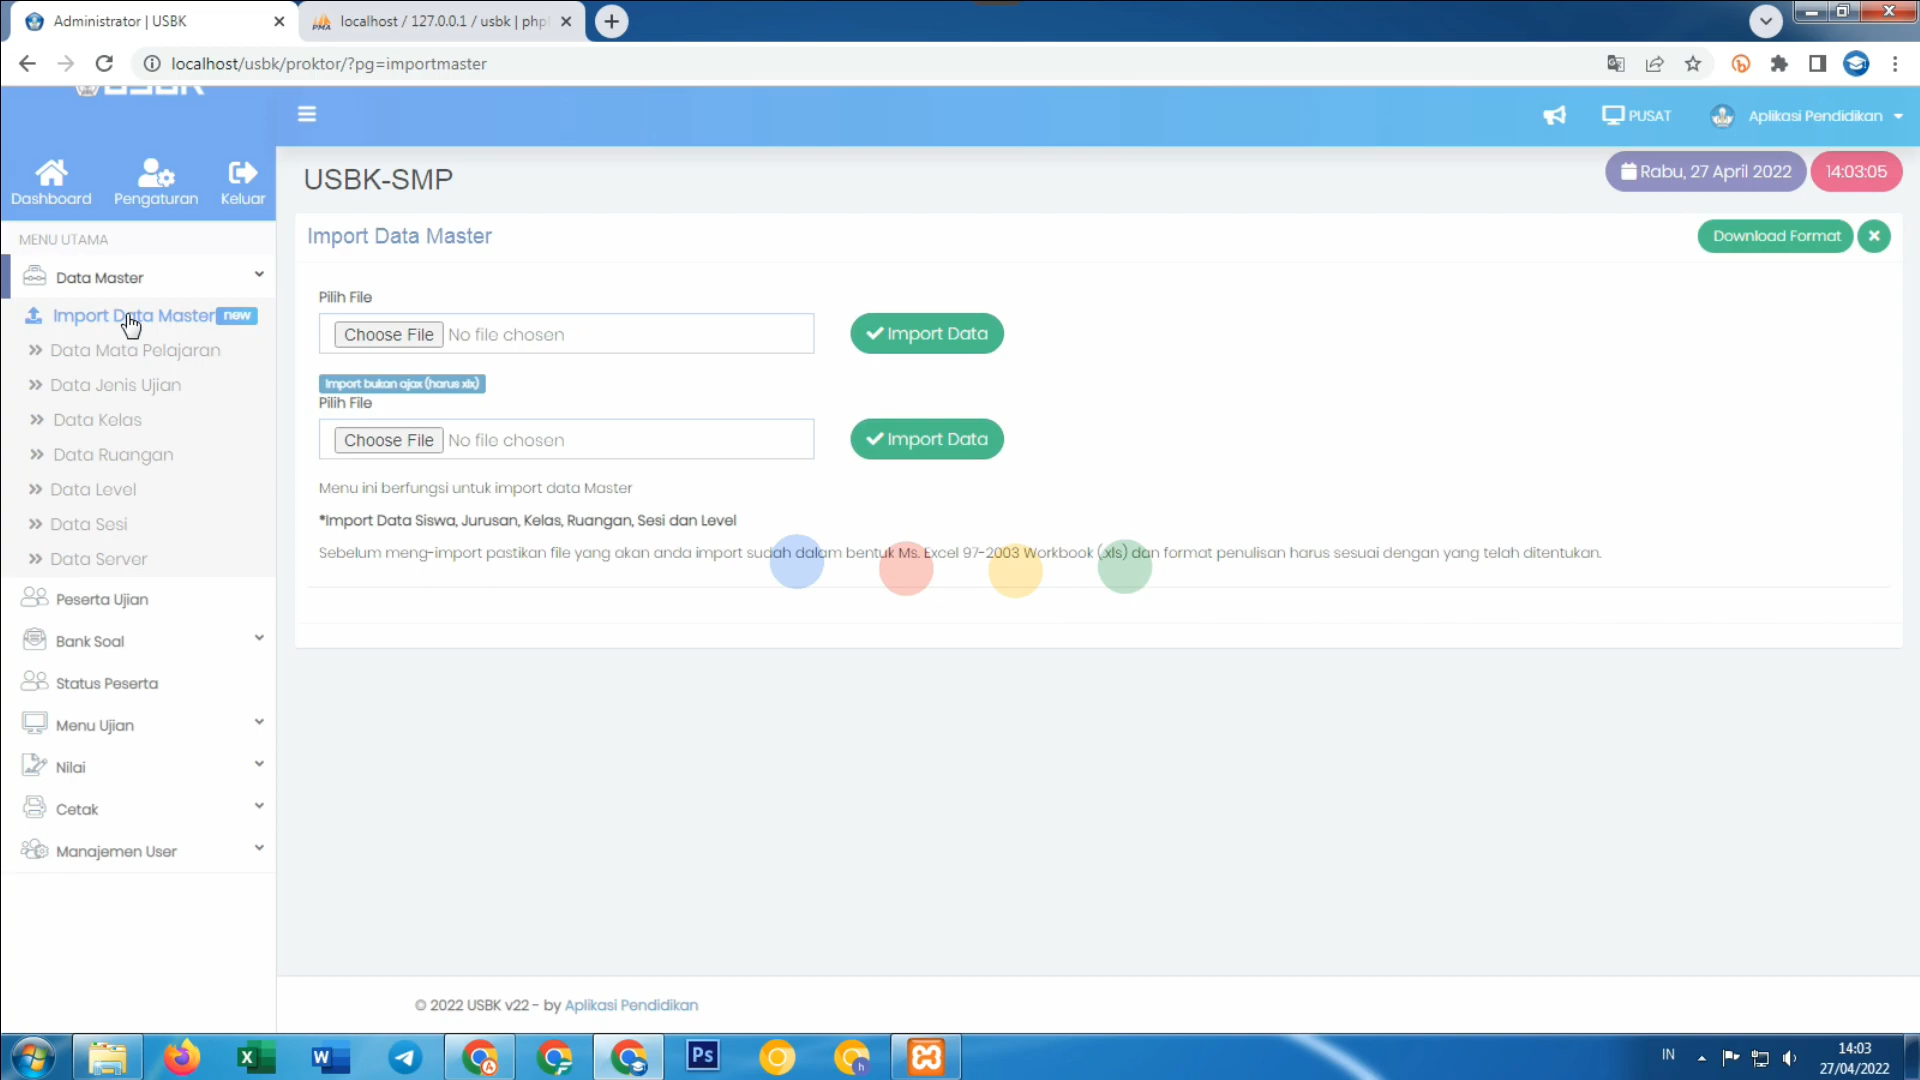 Administrator | USBK
localhost / 127.0.0.1 / usbk | php
localhost/usbk/proktor/?pg=importmaster
USBK
PUSAT
Aplikasi Pendidikan
Dashboard
Pengaturan
Keluar
USBK-SMP
Rabu, 27 April 2022
14:03:05
MENU UTAMA
Data Master
Import Data Master new
Data Mata Pelajaran
Data Jenis Ujian
Data Kelas
Data Ruangan
Data Level
Data Sesi
Data Server
Peserta Ujian
Bank Soal
Status Peserta
Menu Ujian
Nilai
Cetak
Manajemen User
Import Data Master
Download Format
Pilih File
Choose File No file chosen
Import Data
Import bukan ajax (harus xlx)
Pilih File
Choose File No file chosen
Import Data
Menu ini berfungsi untuk import data Master
*Import Data Siswa, Jurusan, Kelas, Ruangan, Sesi dan Level
Sebelum meng-import pastikan file yang akan anda import sudah dalam bentuk Ms. Excel 97-2003 Workbook (.xls) dan format penulisan harus sesuai dengan yang telah ditentukan.
© 2022 USBK v22 - by Aplikasi Pendidikan
IN
14:03
27/04/2022